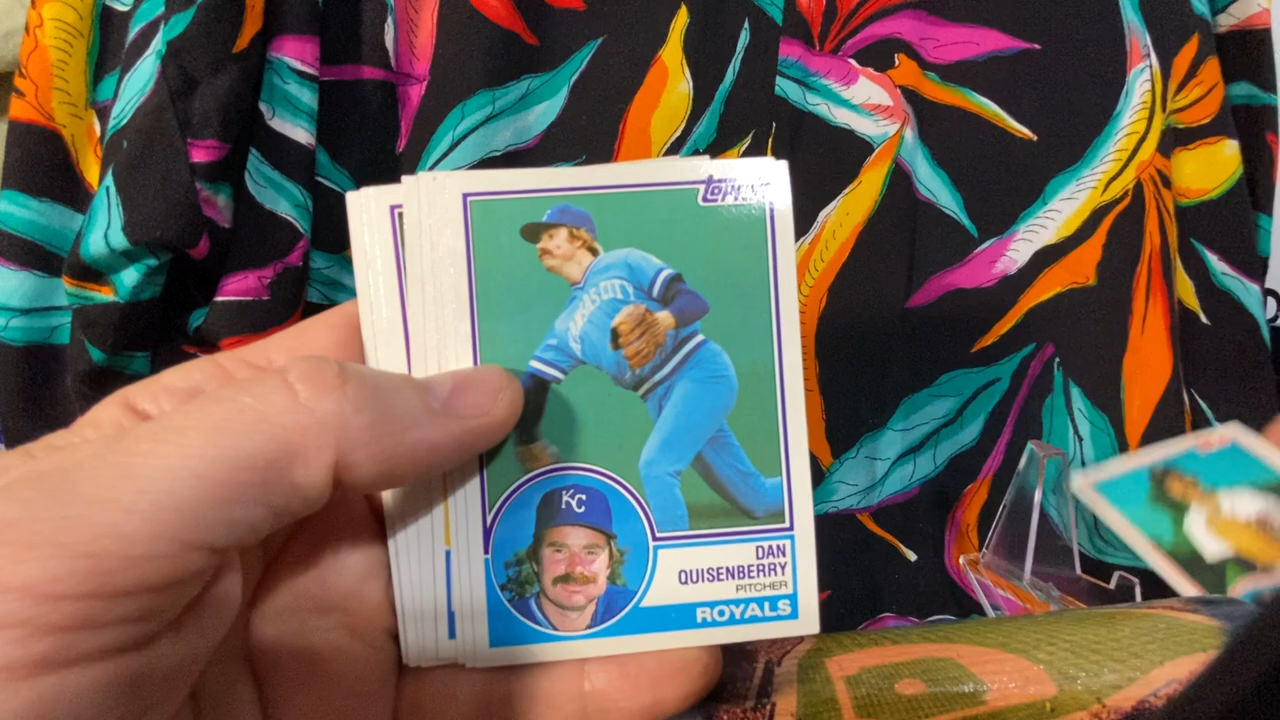 Topps
KANSAS CITY
KC
DAN
QUISENBERRY
PITCHER
ROYALS